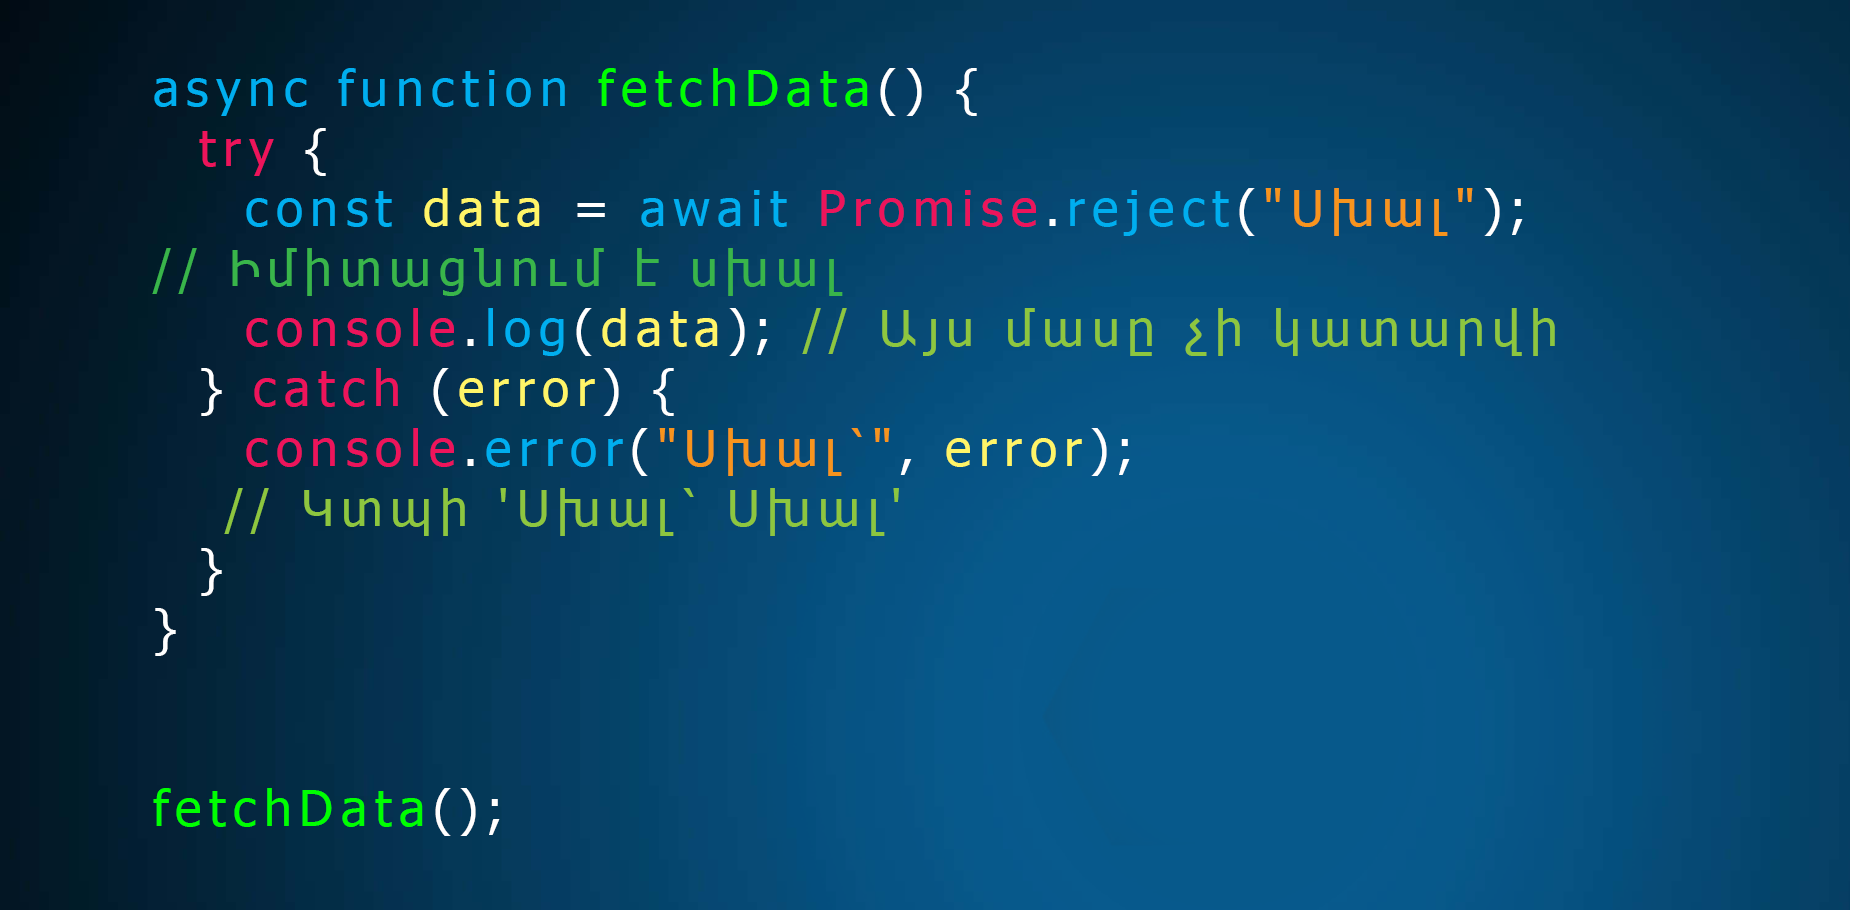 async function fetchData() {
try {
const data = await Promise.reject("Սխալ");
// Իմիտացնում է սխալ
console.log(data); // Այս մասը չի կատարվի
} catch (error) {
console.error("Սխալ՝", error);
// Կտպի 'Սխալ՝ Սխալ'
}
}
fetchData();